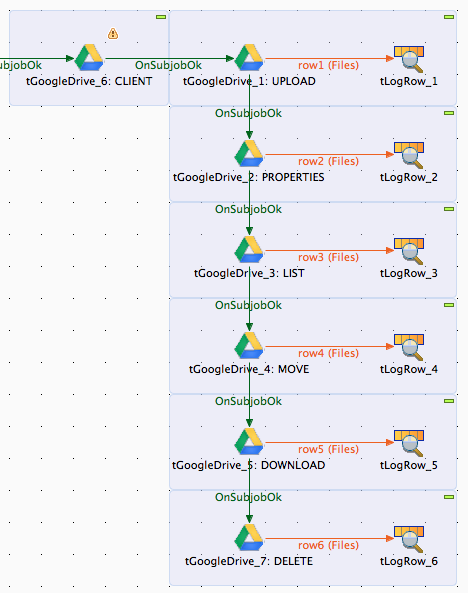 ubjobOk
OnSubjobOk
row1 (Files)
tGoogleDrive_6: CLIENT
tGoogleDrive_1: UPLOAD
tLogRow_1
OnSubjobOk
row2 (Files)
tGoogleDrive_2: PROPERTIES
tLogRow_2
OnSubjobOk
row3 (Files)
tGoogleDrive_3: LIST
tLogRow_3
OnSubjobOk
row4 (Files)
tGoogleDrive_4: MOVE
tLogRow_4
OnSubjobOk
row5 (Files)
tGoogleDrive_5: DOWNLOAD
tLogRow_5
OnSubjobOk
row6 (Files)
tGoogleDrive_7: DELETE
tLogRow_6